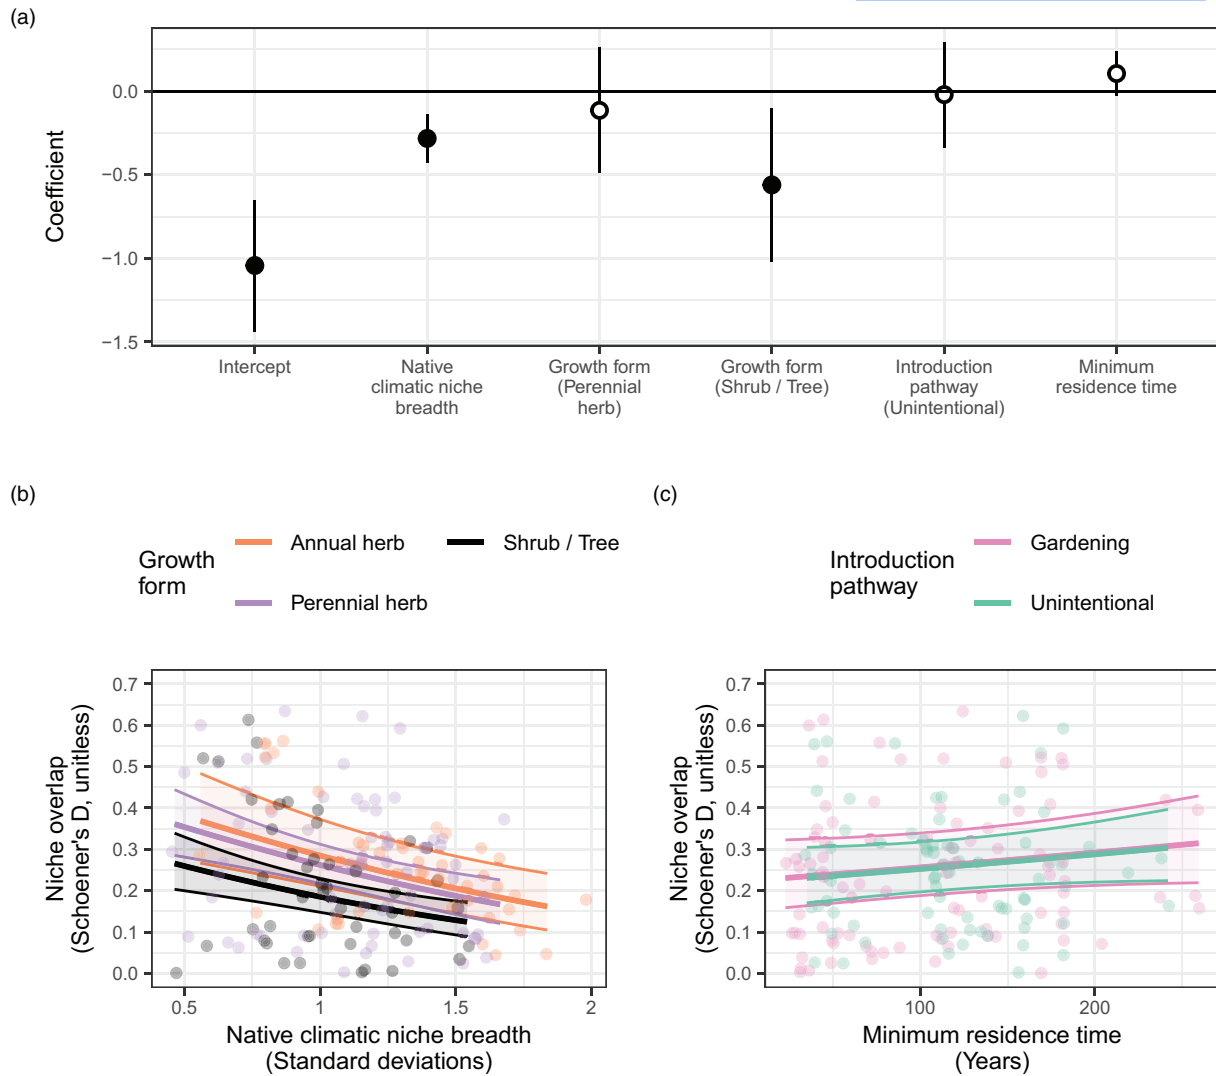 (a)
0.0
−0.5
−1.0
−1.5
Coefficient
Intercept
Native
climatic niche
breadth
Growth form
(Perennial
herb)
Growth form
(Shrub / Tree)
Introduction
pathway
(Unintentional)
Minimum
residence time
(b)
Growth
form
Annual herb
Shrub / Tree
Perennial herb
0.7
0.6
0.5
0.4
0.3
0.2
0.1
0.0
Niche overlap
(Schoener's D, unitless)
0.5
1
1.5
2
Native climatic niche breadth
(Standard deviations)
(c)
Introduction
pathway
Gardening
Unintentional
0.7
0.6
0.5
0.4
0.3
0.2
0.1
0.0
Niche overlap
(Schoener's D, unitless)
100
200
Minimum residence time
(Years)